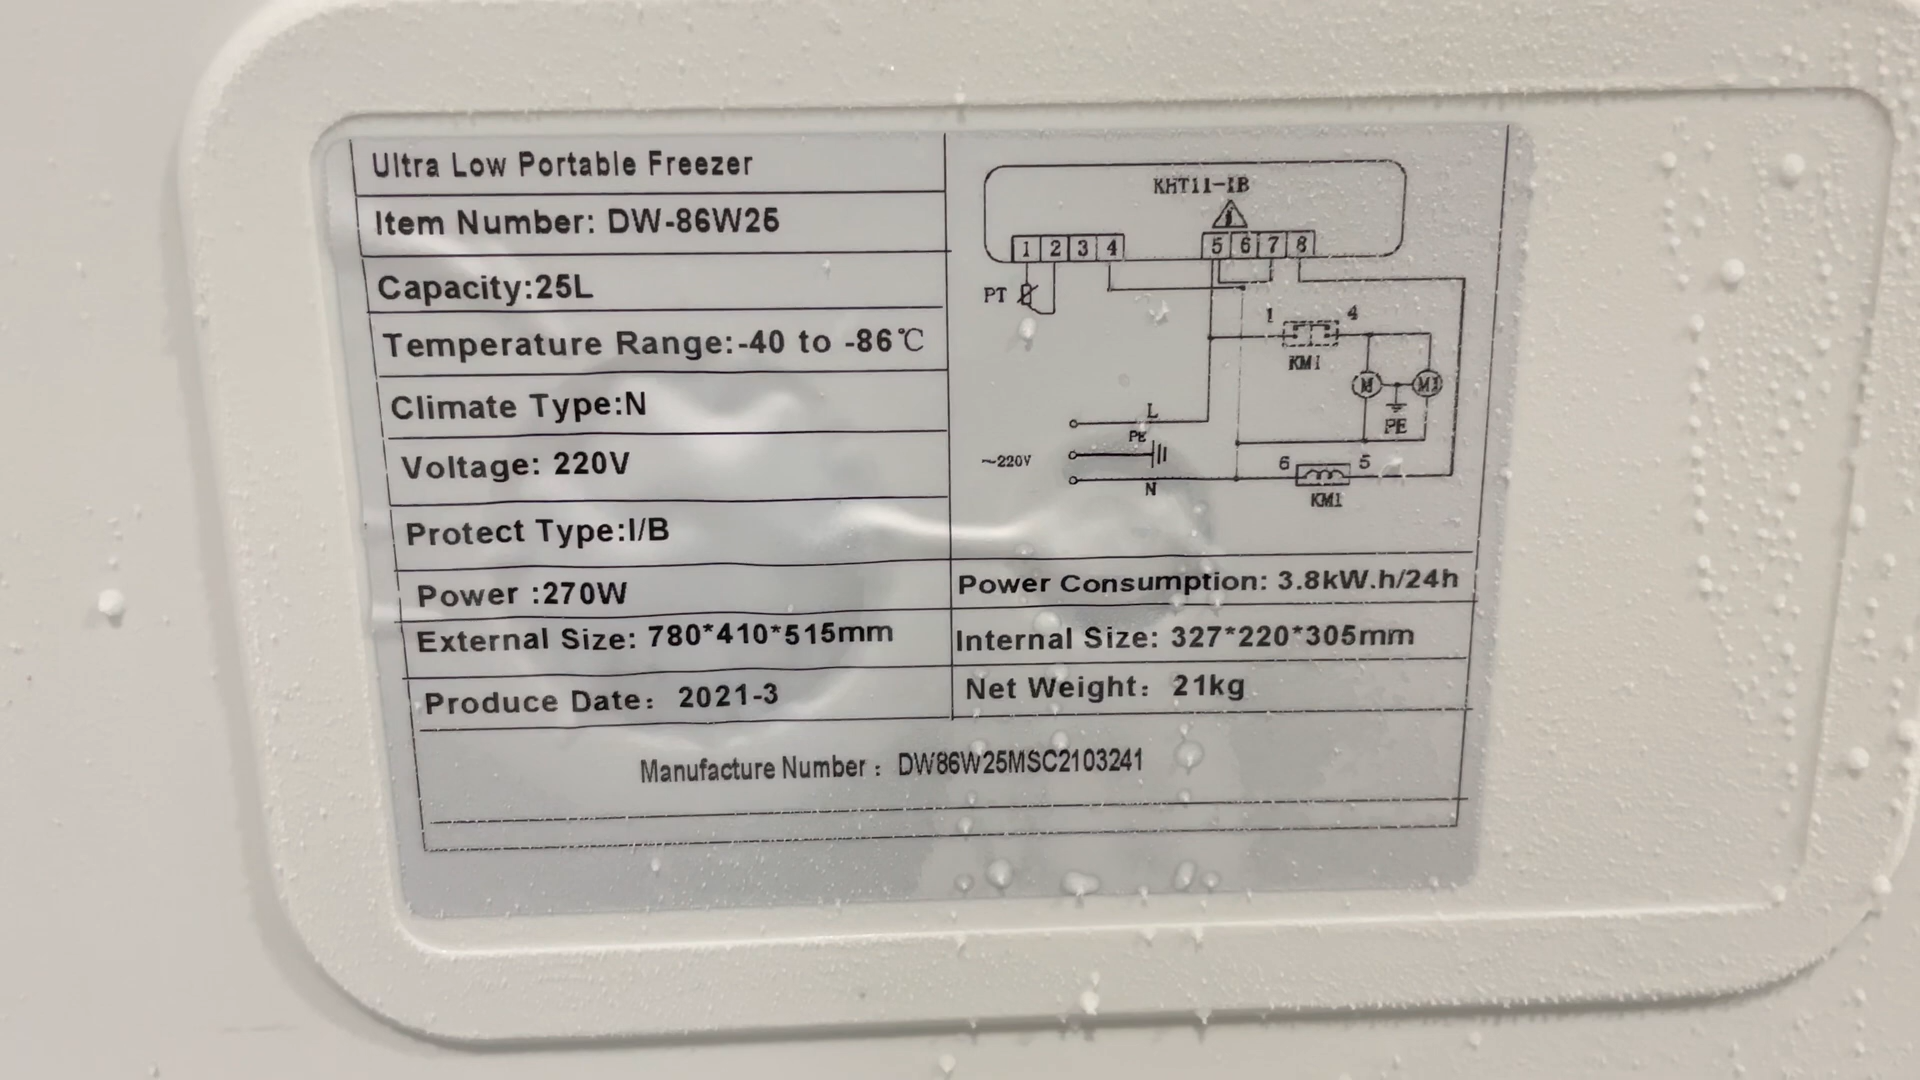 Ultra Low Portable Freezer
Item Number: DW-86W25
Capacity:25L
Temperature Range:-40 to -86℃
Climate Type:N
Voltage: 220V
Protect Type:I/B
KHT11-IB
1 2 3 4 5 6 7 8
PT
1 4
KM1
M M1
PE
L
PE
~220V
N
6 5
KM1
Power :270W
Power Consumption: 3.8kW.h/24h
External Size: 780*410*515mm
Internal Size: 327*220*305mm
Produce Date: 2021-3
Net Weight: 21kg
Manufacture Number : DW86W25MSC2103241